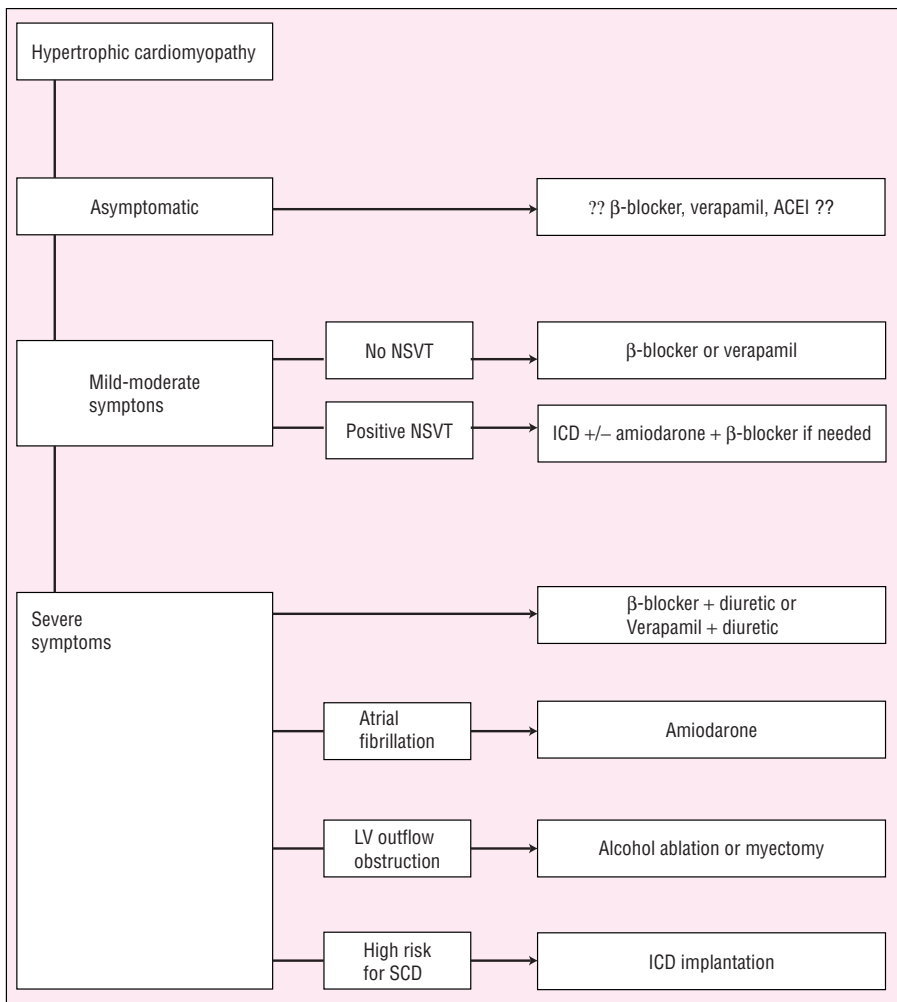 Hypertrophic cardiomyopathy
Asymptomatic
?? β-blocker, verapamil, ACEI ??
Mild-moderate
symptons
No NSVT
β-blocker or verapamil
Positive NSVT
ICD +/– amiodarone + β-blocker if needed
Severe
symptoms
β-blocker + diuretic or
Verapamil + diuretic
Atrial
fibrillation
Amiodarone
LV outflow
obstruction
Alcohol ablation or myectomy
High risk
for SCD
ICD implantation